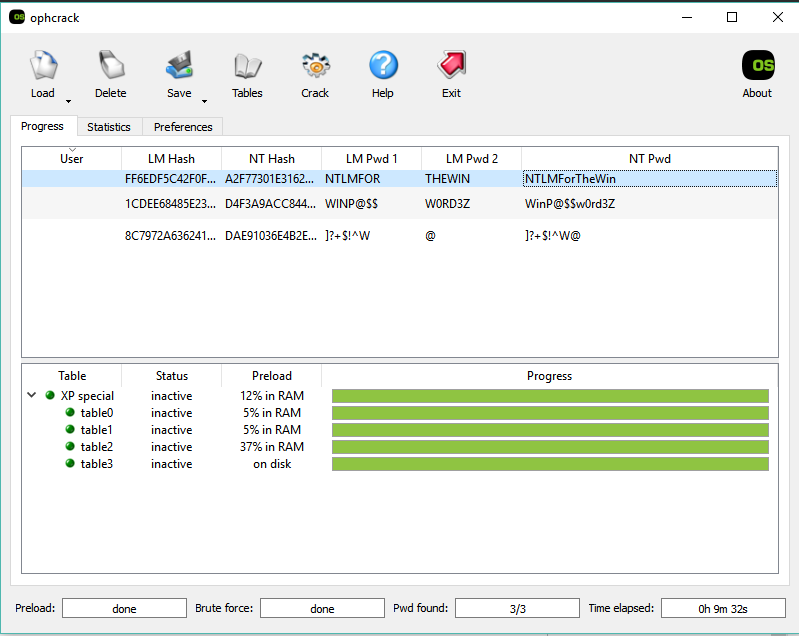 OS ophcrack
Load Delete Save Tables Crack Help Exit OS About
Progress Statistics Preferences
User LM Hash NT Hash LM Pwd 1 LM Pwd 2 NT Pwd
FF6EDF5C42F0F... A2F77301E3162... NTLMFOR THEWIN NTLMForTheWin
1CDEE68485E23... D4F3A9ACC844... WINP@$$ W0RD3Z WinP@$$w0rd3Z
8C7972A636241... DAE91036E4B2E... ]?+$!^W @ ]?+$!^W@
Table Status Preload Progress
XP special inactive 12% in RAM
table0 inactive 5% in RAM
table1 inactive 5% in RAM
table2 inactive 37% in RAM
table3 inactive on disk
Preload: done Brute force: done Pwd found: 3/3 Time elapsed: 0h 9m 32s